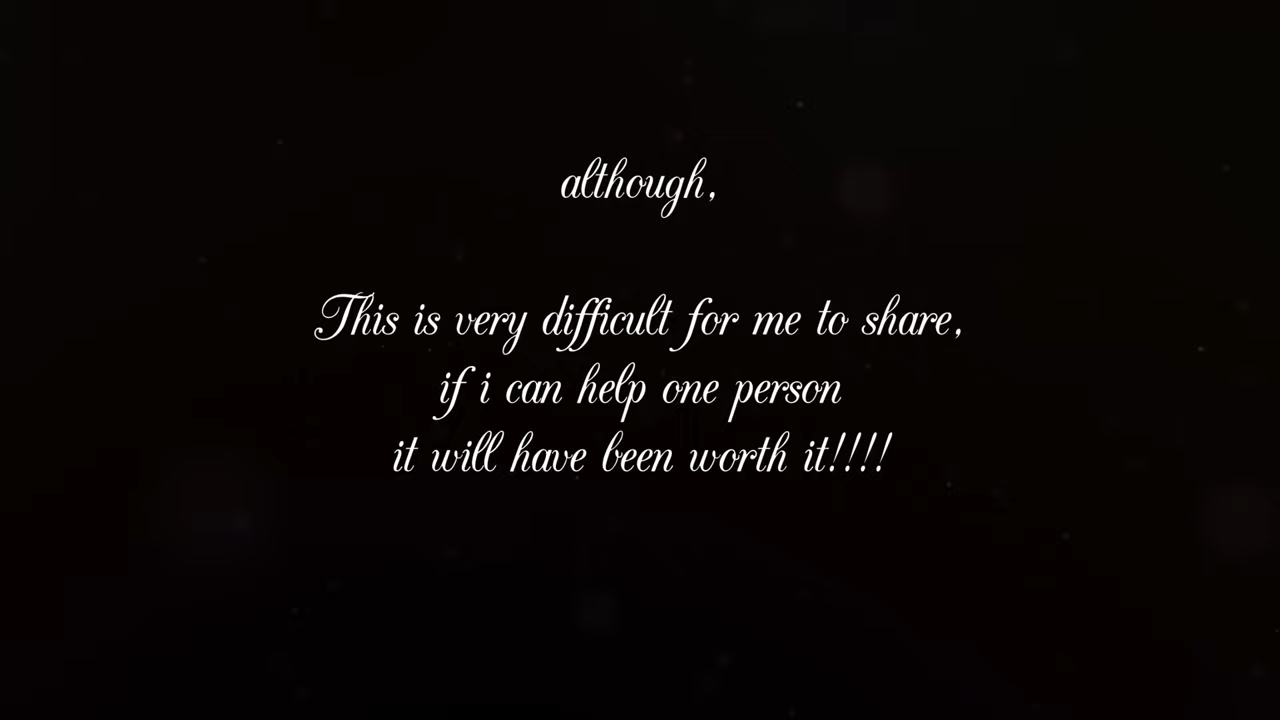 although,
This is very difficult for me to share,
if i can help one person
it will have been worth it!!!!